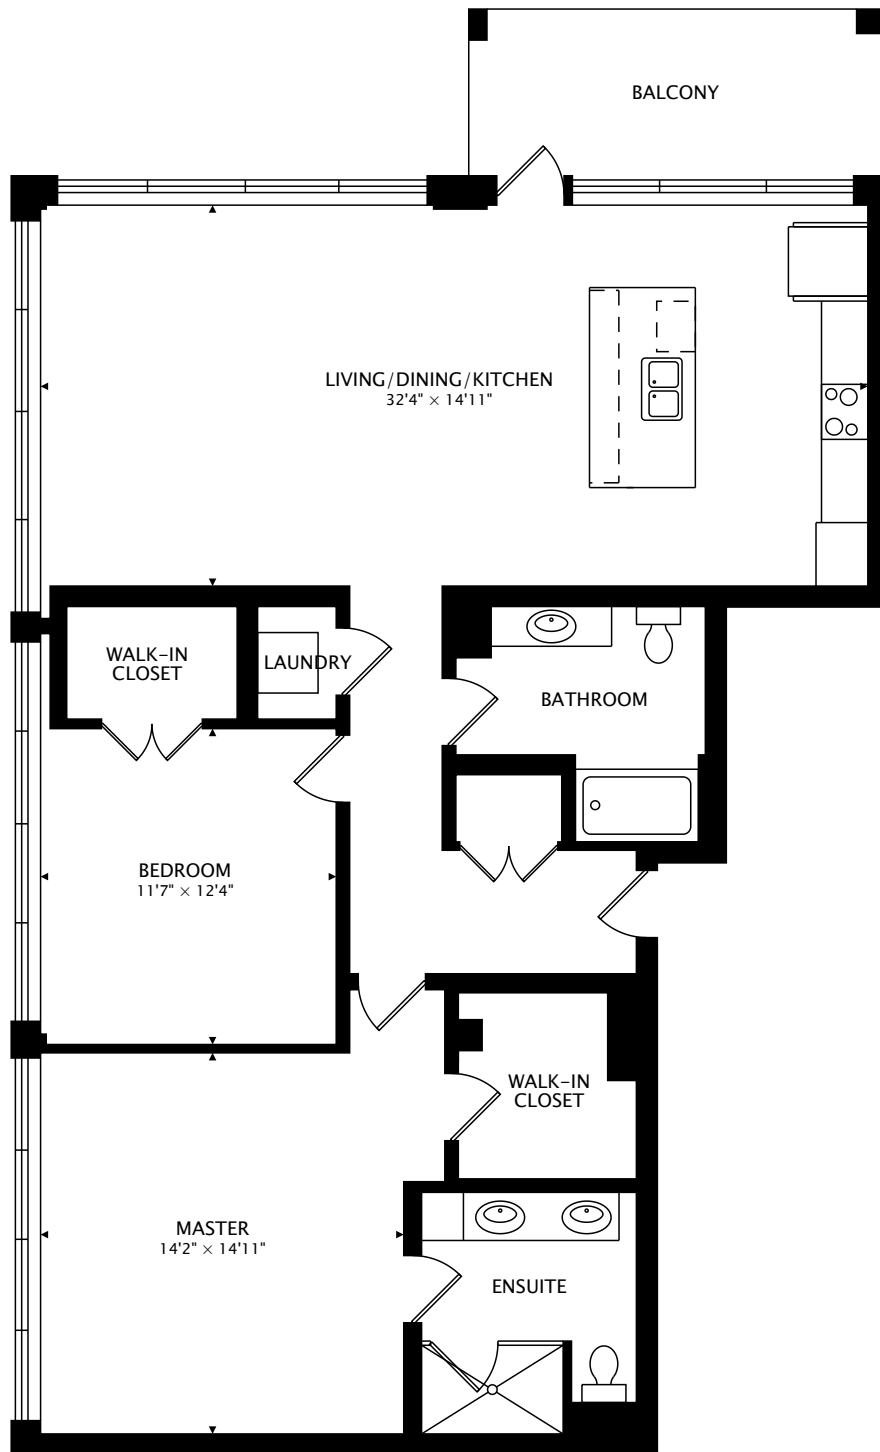 BALCONY
LIVING/DINING/KITCHEN
32'4" × 14'11"
WALK-IN
CLOSET
LAUNDRY
BATHROOM
BEDROOM
11'7" × 12'4"
WALK-IN
CLOSET
MASTER
14'2" × 14'11"
ENSUITE